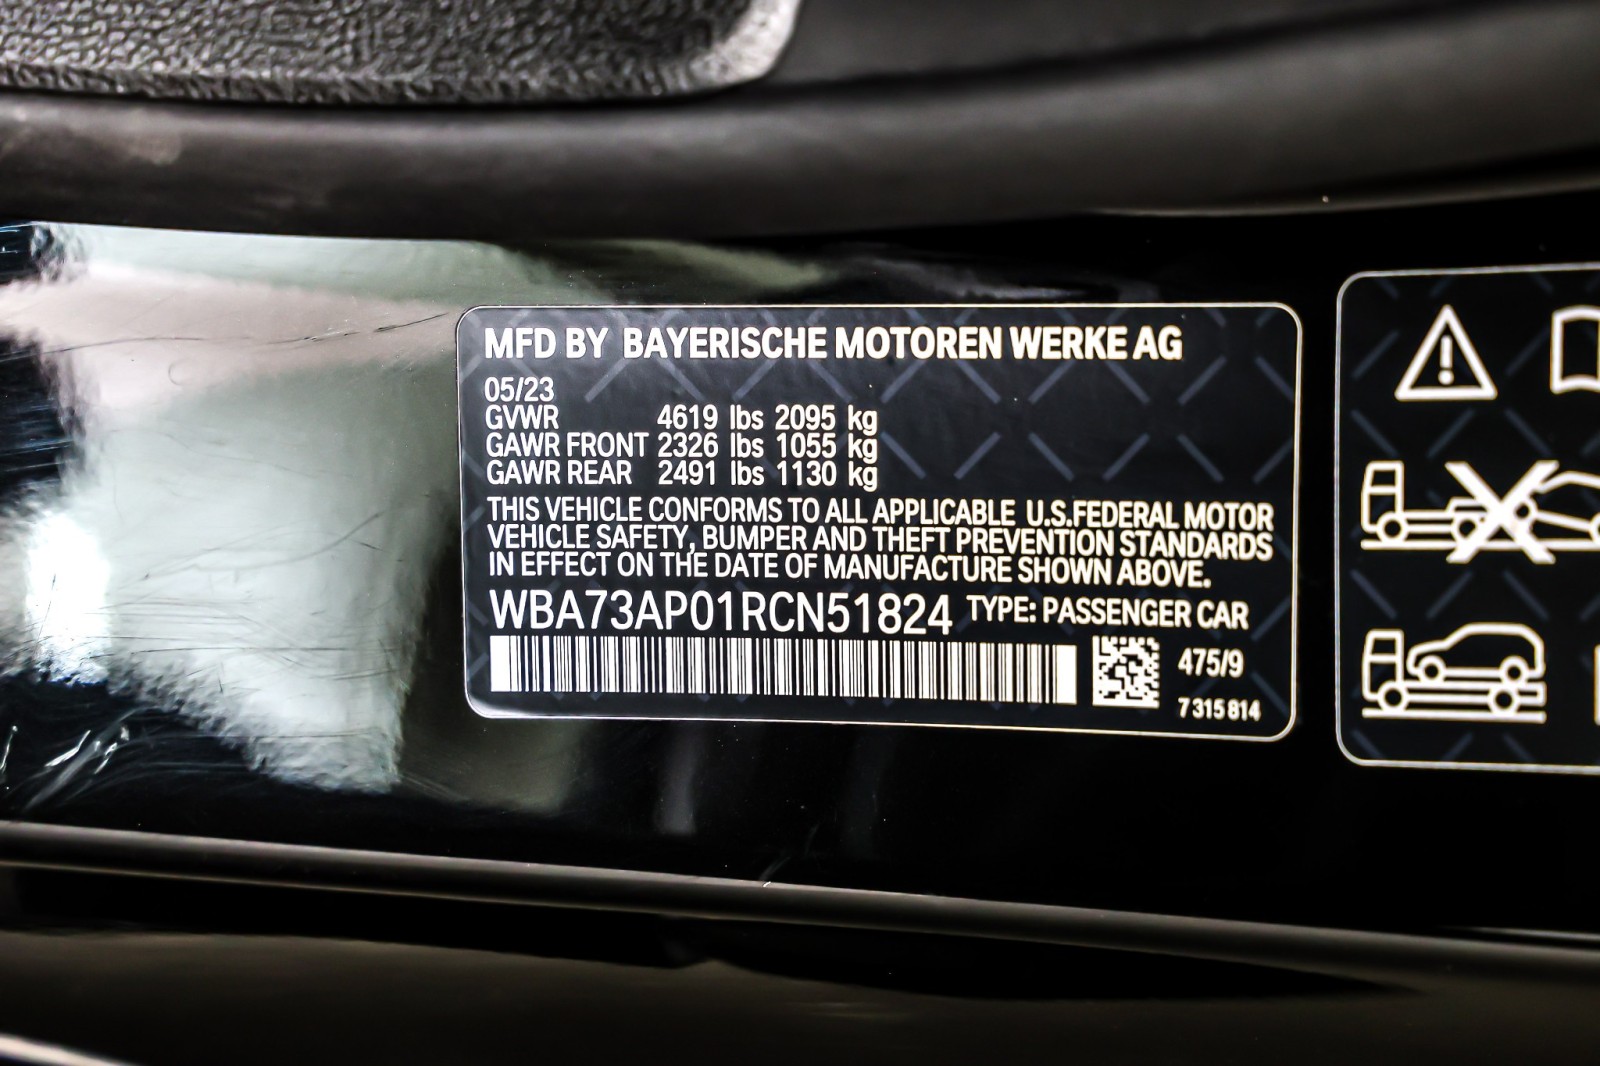 MFD BY BAYERISCHE MOTOREN WERKE AG
05/23
GVWR 4619 lbs 2095 kg
GAWR FRONT 2326 lbs 1055 kg
GAWR REAR 2491 lbs 1130 kg
THIS VEHICLE CONFORMS TO ALL APPLICABLE U.S.FEDERAL MOTOR
VEHICLE SAFETY, BUMPER AND THEFT PREVENTION STANDARDS
IN EFFECT ON THE DATE OF MANUFACTURE SHOWN ABOVE.
WBA73AP01RCN51824 TYPE: PASSENGER CAR
475/9
7 315 814